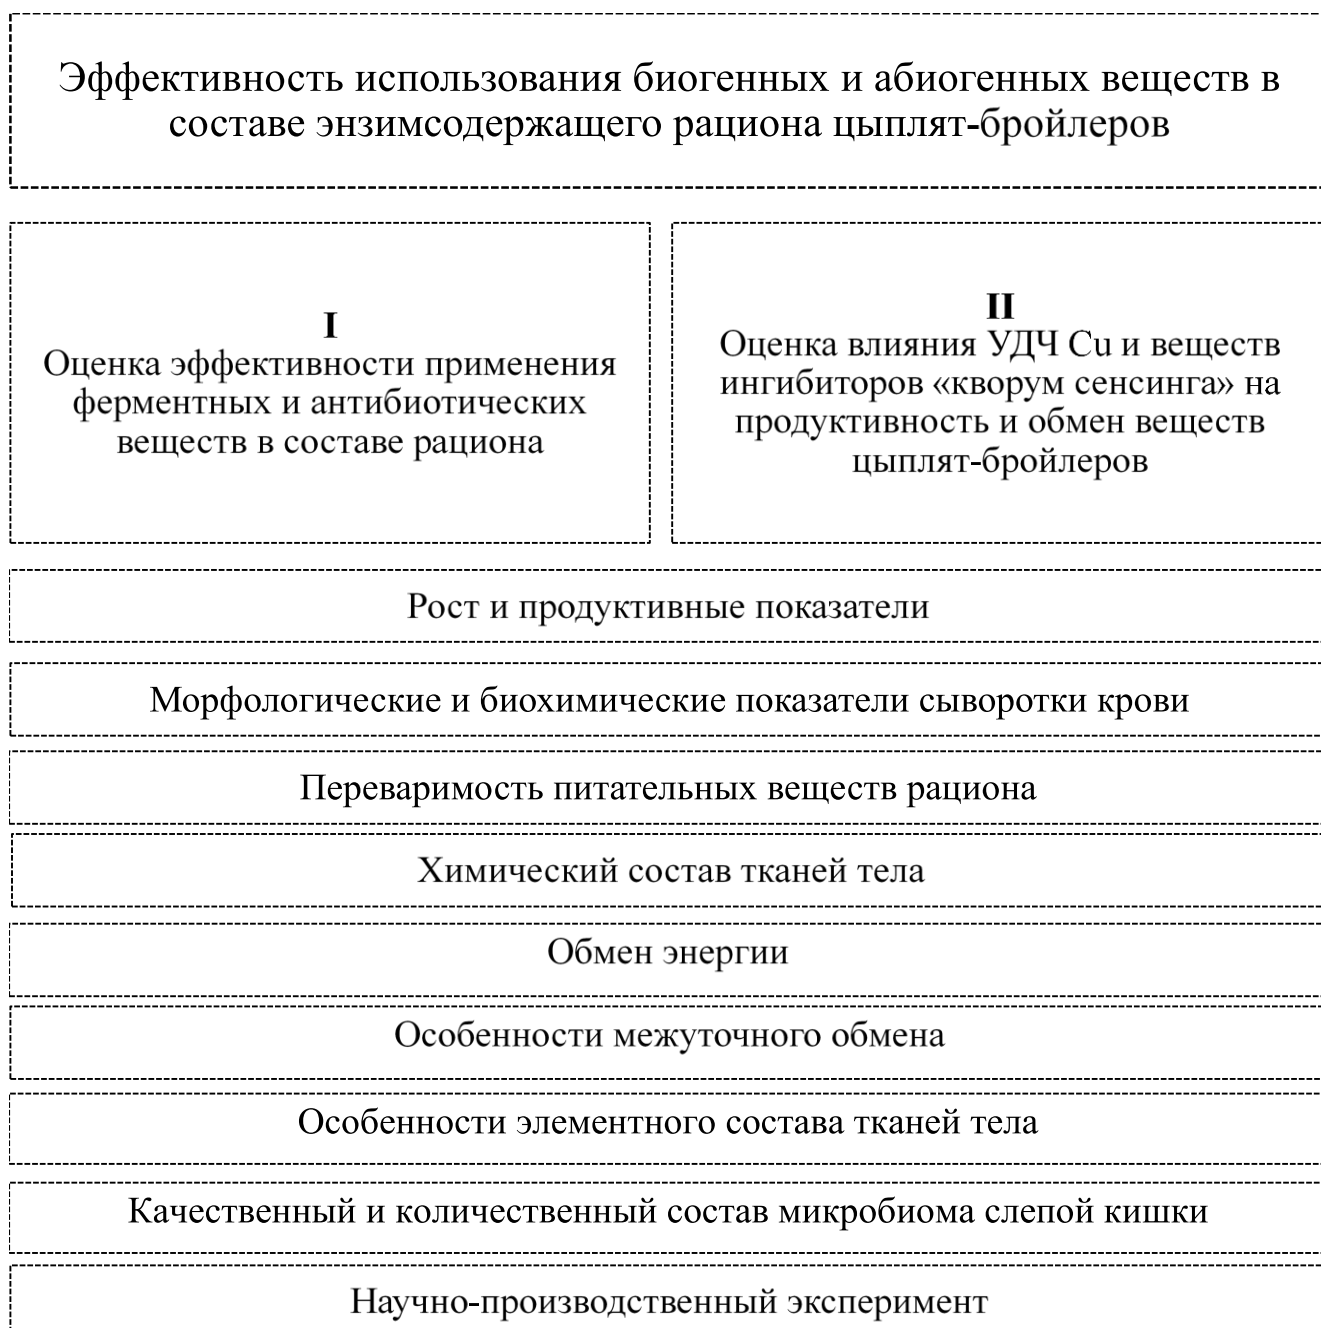 Эффективность использования биогенных и абиогенных веществ в
составе энзимсодержащего рациона цыплят-бройлеров
I
Оценка эффективности применения
ферментных и антибиотических
веществ в составе рациона
II
Оценка влияния УДЧ Cu и веществ
ингибиторов «кворум сенсинга» на
продуктивность и обмен веществ
цыплят-бройлеров
Рост и продуктивные показатели
Морфологические и биохимические показатели сыворотки крови
Переваримость питательных веществ рациона
Химический состав тканей тела
Обмен энергии
Особенности межуточного обмена
Особенности элементного состава тканей тела
Качественный и количественный состав микробиома слепой кишки
Научно-производственный эксперимент